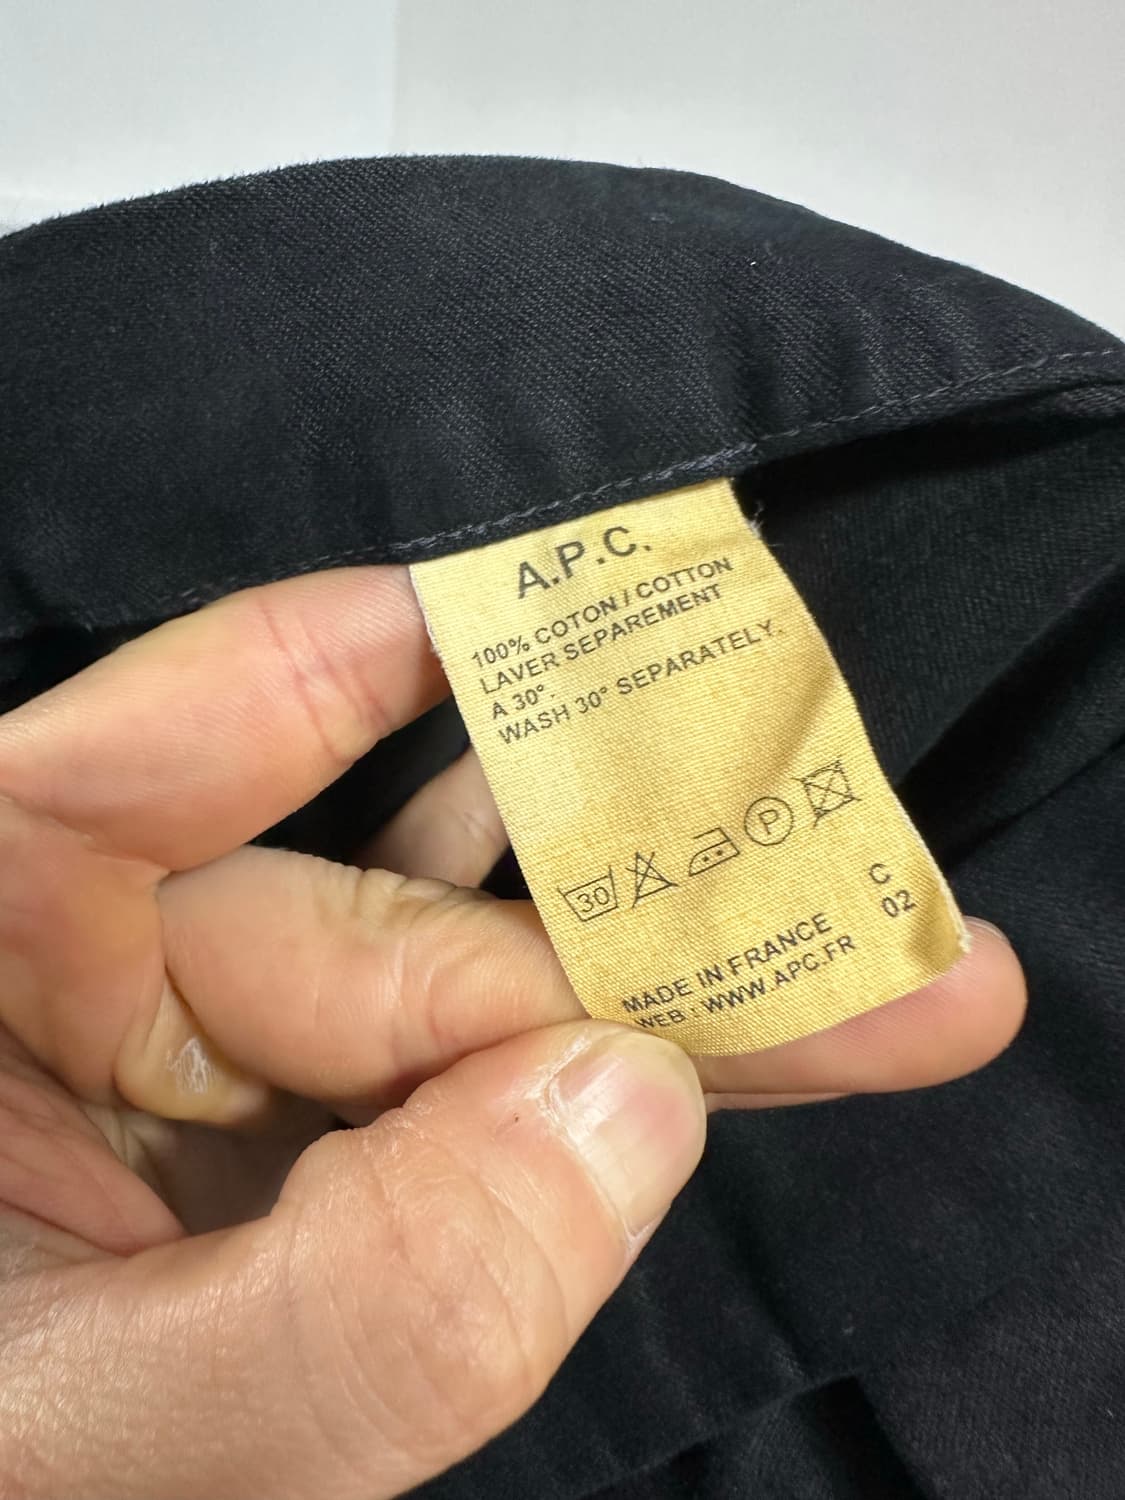 A.P.C.
100% COTON / COTTON
LAVER SEPAREMENT
A 30°.
WASH 30° SEPARATELY.
30 P
C
02
MADE IN FRANCE
WEB : WWW.APC.FR